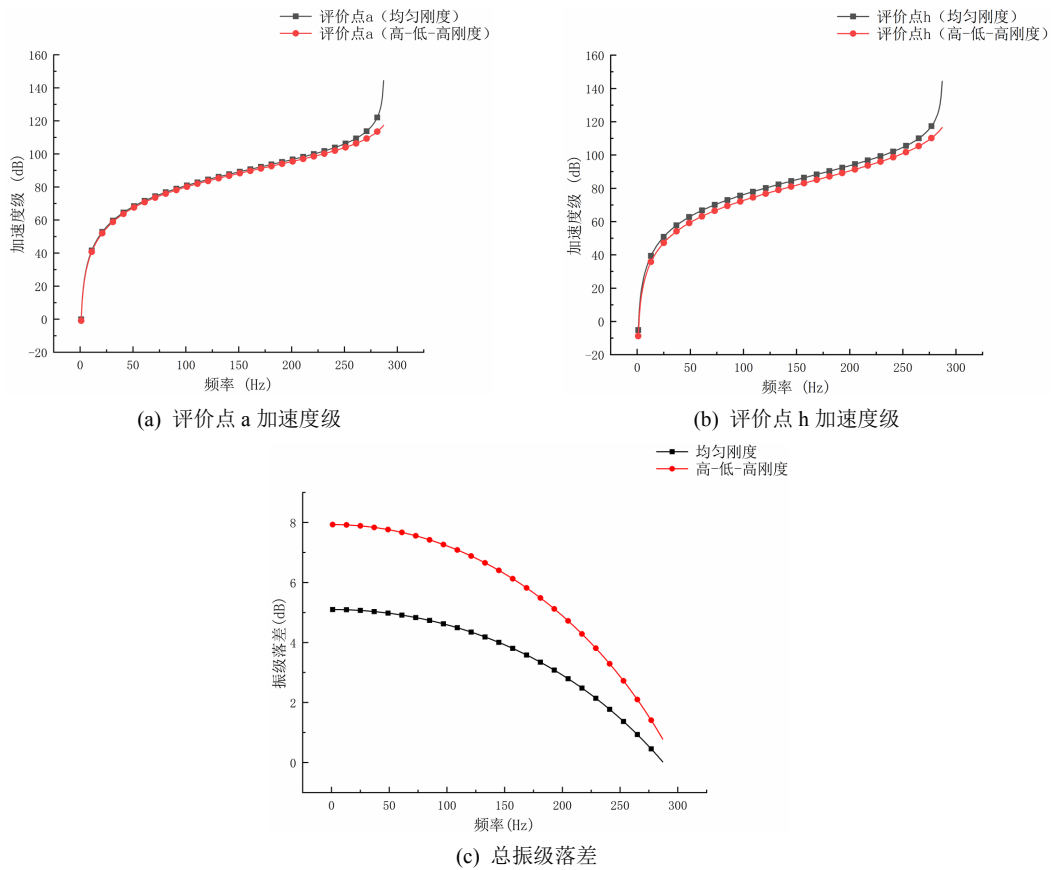 评价点a（均匀刚度）
评价点a（高-低-高刚度）
160
140
120
100
80
60
40
20
0
-20
加速度级 (dB)
0 50 100 150 200 250 300
频率 (Hz)
(a) 评价点 a 加速度级
评价点h（均匀刚度）
评价点h（高-低-高刚度）
160
140
120
100
80
60
40
20
0
-20
加速度级 (dB)
0 50 100 150 200 250 300
频率 (Hz)
(b) 评价点 h 加速度级
均匀刚度
高-低-高刚度
8
6
4
2
0
振级落差(dB)
0 50 100 150 200 250 300
频率(Hz)
(c) 总振级落差